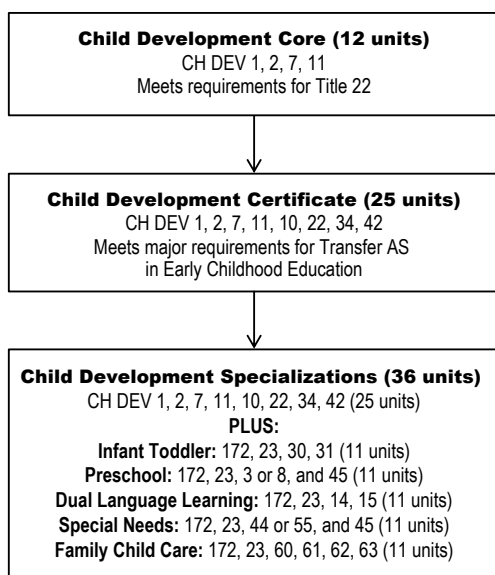 Child Development Core (12 units)
CH DEV 1, 2, 7, 11
Meets requirements for Title 22
Child Development Certificate (25 units)
CH DEV 1, 2, 7, 11, 10, 22, 34, 42
Meets major requirements for Transfer AS
in Early Childhood Education
Child Development Specializations (36 units)
CH DEV 1, 2, 7, 11, 10, 22, 34, 42 (25 units)
PLUS:
Infant Toddler: 172, 23, 30, 31 (11 units)
Preschool: 172, 23, 3 or 8, and 45 (11 units)
Dual Language Learning: 172, 23, 14, 15 (11 units)
Special Needs: 172, 23, 44 or 55, and 45 (11 units)
Family Child Care: 172, 23, 60, 61, 62, 63 (11 units)